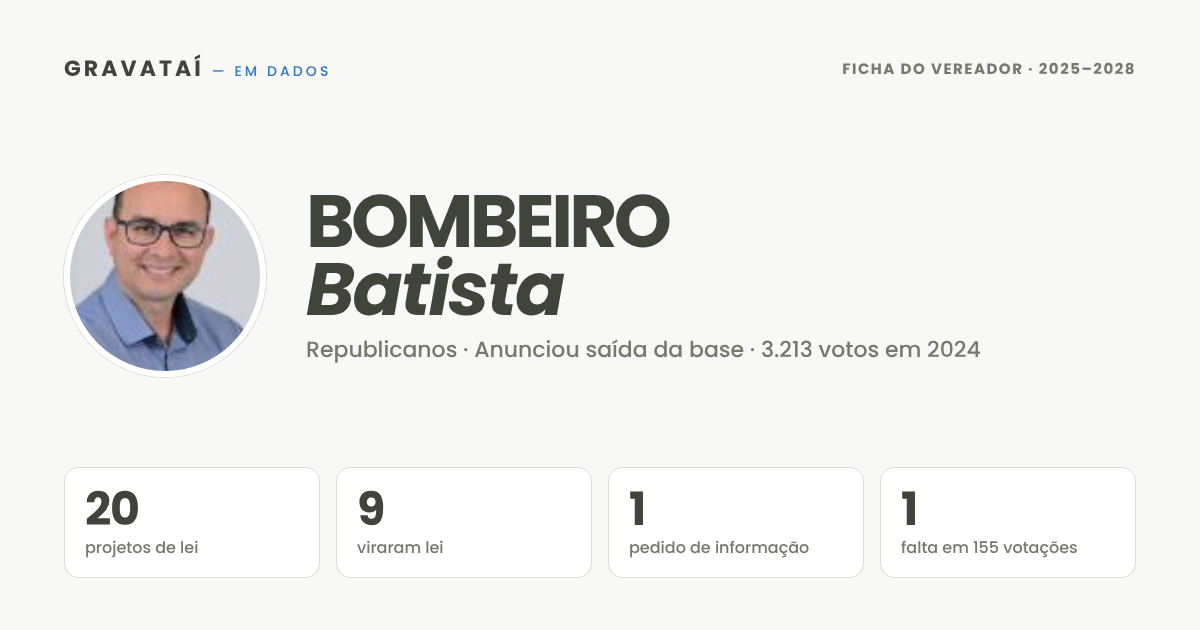 GRAVATAÍ — EM DADOS
FICHA DO VEREADOR · 2025–2028
BOMBEIRO
Batista
Republicanos · Anunciou saída da base · 3.213 votos em 2024
20
projetos de lei
9
viraram lei
1
pedido de informação
1
falta em 155 votações